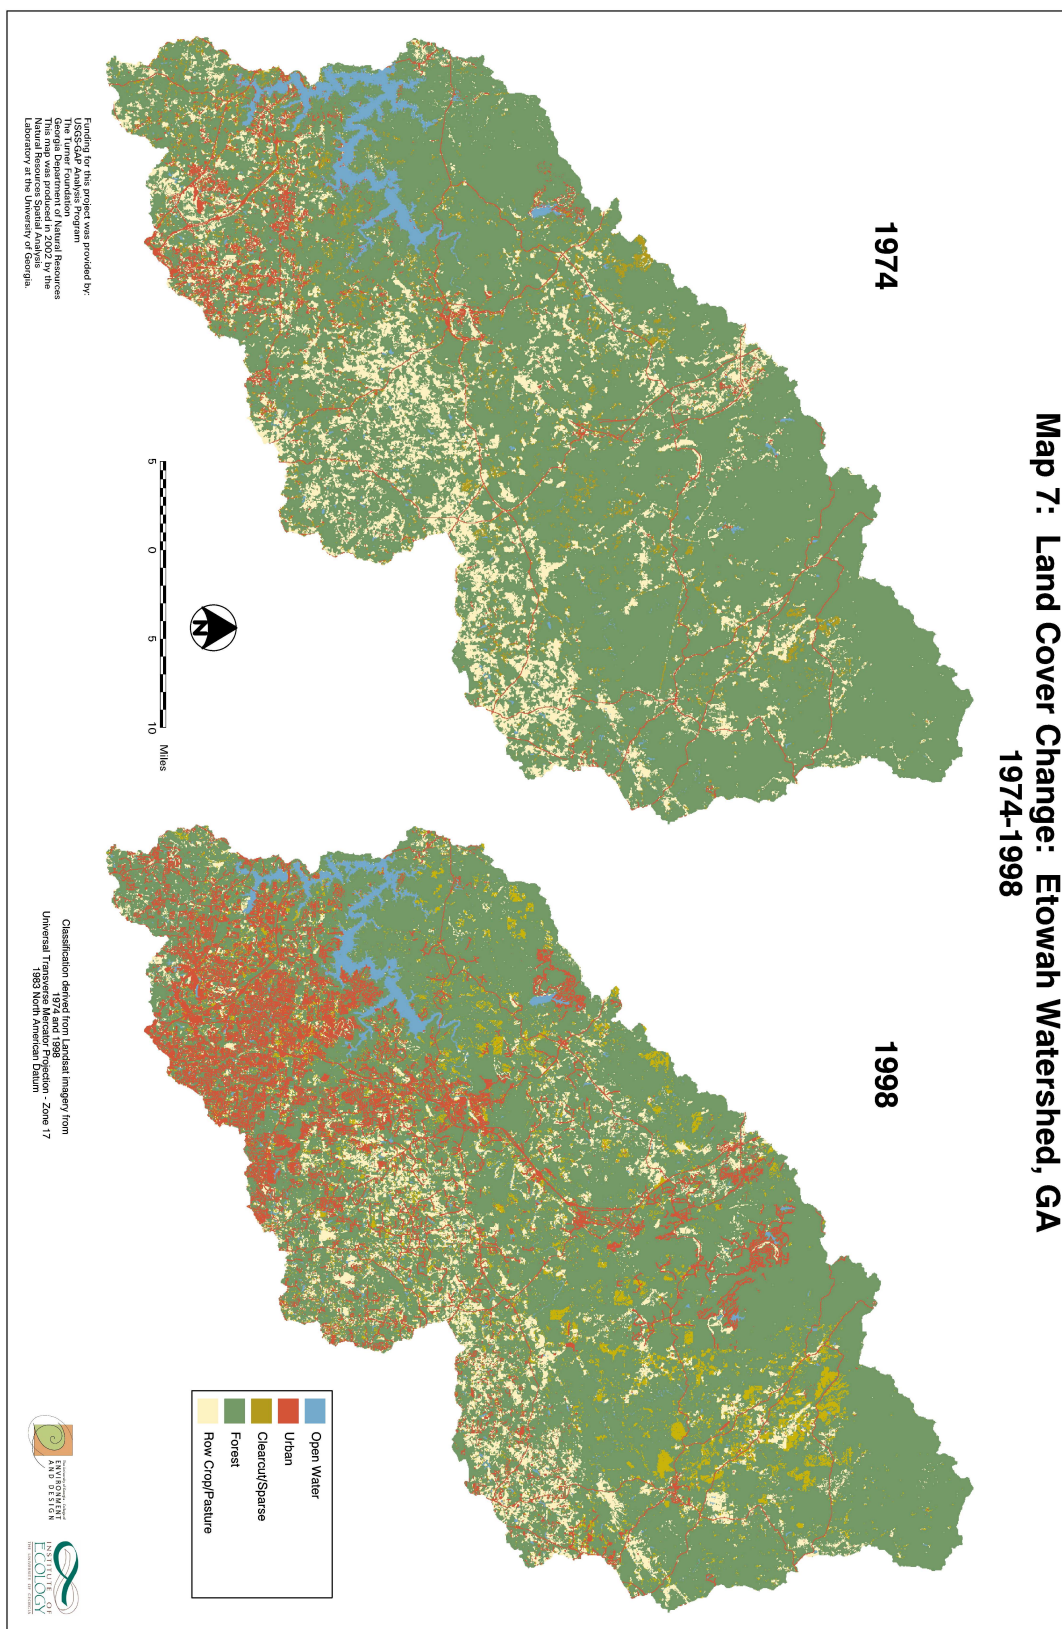 Map 7: Land Cover Change: Etowah Watershed, GA
1974-1998
1974
1998
5
0
5
10
Miles
N
Open Water
Urban
Clearcut/Sparse
Forest
Row Crop/Pasture
Funding for this project was provided by:
USGS-GAP Analysis Program
The Turner Foundation
Georgia Department of Natural Resources
This map was produced in 2002 by the
Natural Resources Spatial Analysis
Laboratory at the University of Georgia.
Classification derived from Landsat imagery from
1974 and 1998
Universal Transverse Mercator Projection - Zone 17
1983 North American Datum
ENVIRONMENT
AND DESIGN
INSTITUTE OF
ECOLOGY
THE UNIVERSITY OF GEORGIA